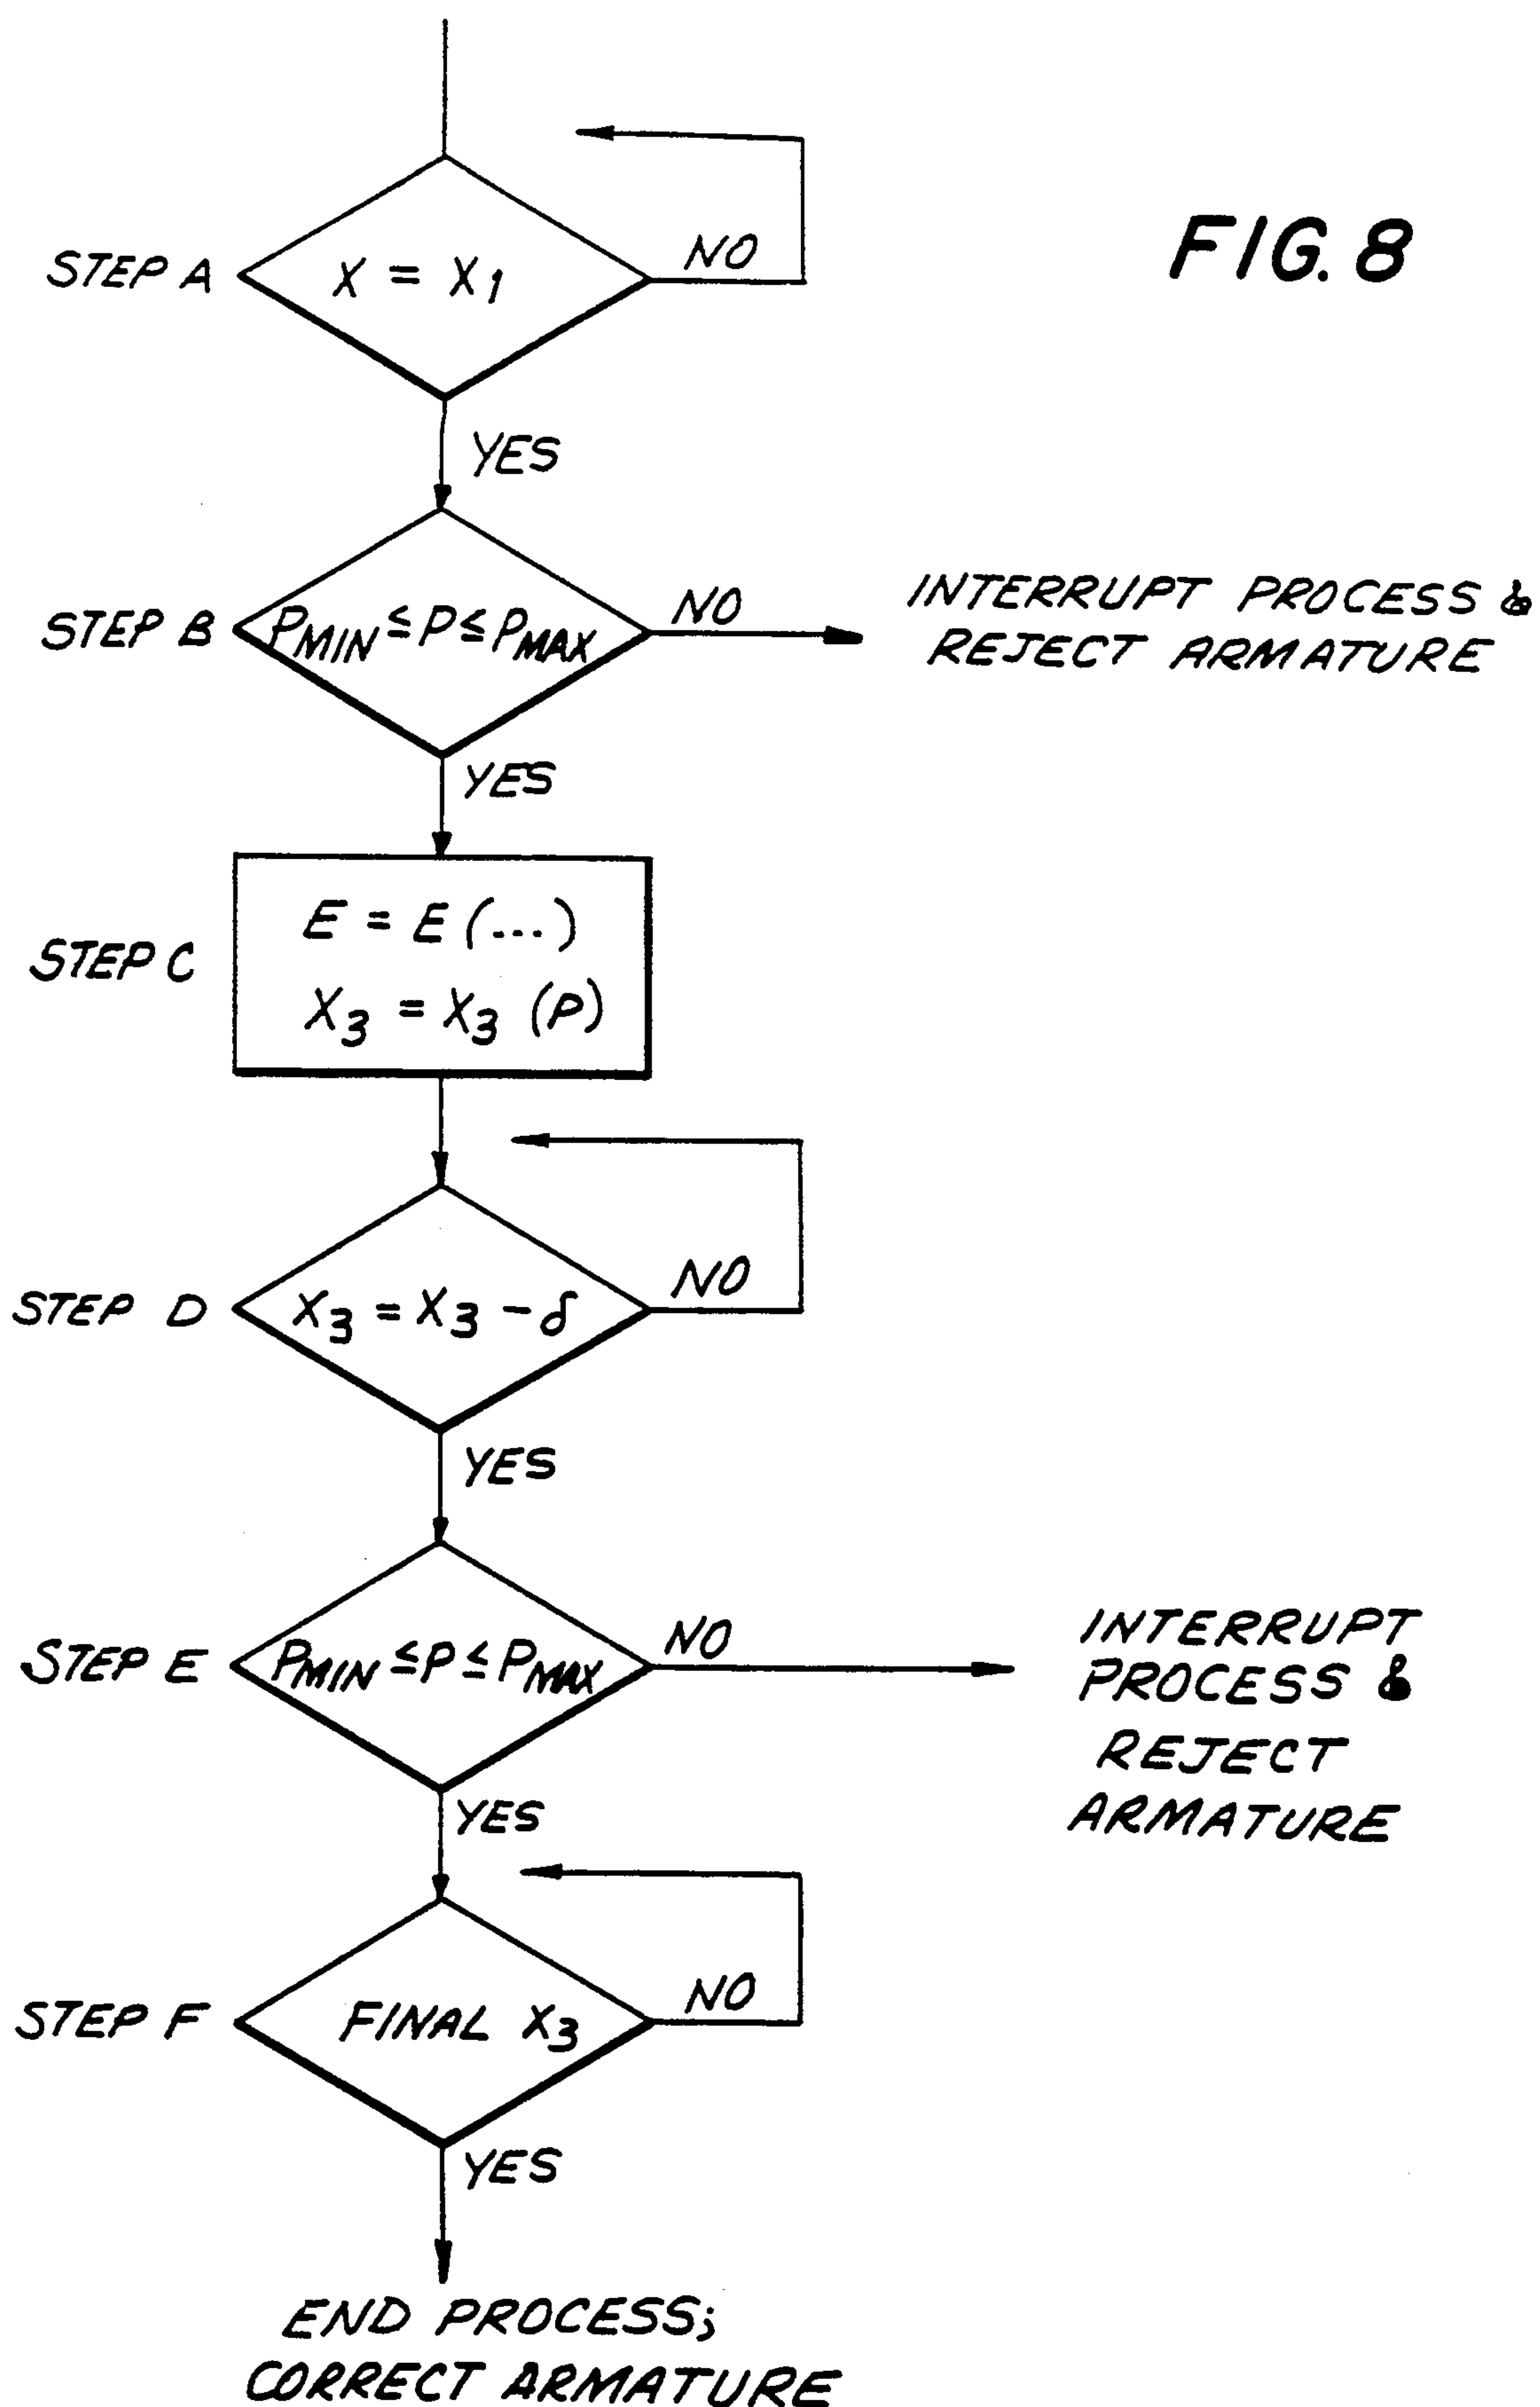 FIG. 8
STEP A
X = X1
NO
YES
STEP B
PMIN ≤ P ≤ PMAX
NO
INTERRUPT PROCESS &
REJECT ARMATURE
YES
STEP C
E = E (...)
X3 = X3 (P)
STEP D
X3 = X3 - δ
NO
YES
STEP E
PMIN ≤ P ≤ PMAX
NO
INTERRUPT
PROCESS &
REJECT
ARMATURE
YES
STEP F
FINAL X3
NO
YES
END PROCESS;
CORRECT ARMATURE